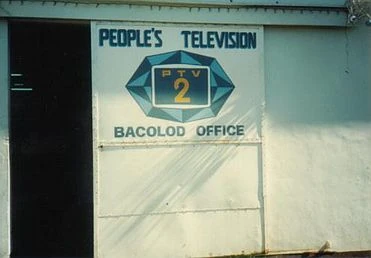 PEOPLE'S TELEVISION
PTV
2
BACOLOD OFFICE